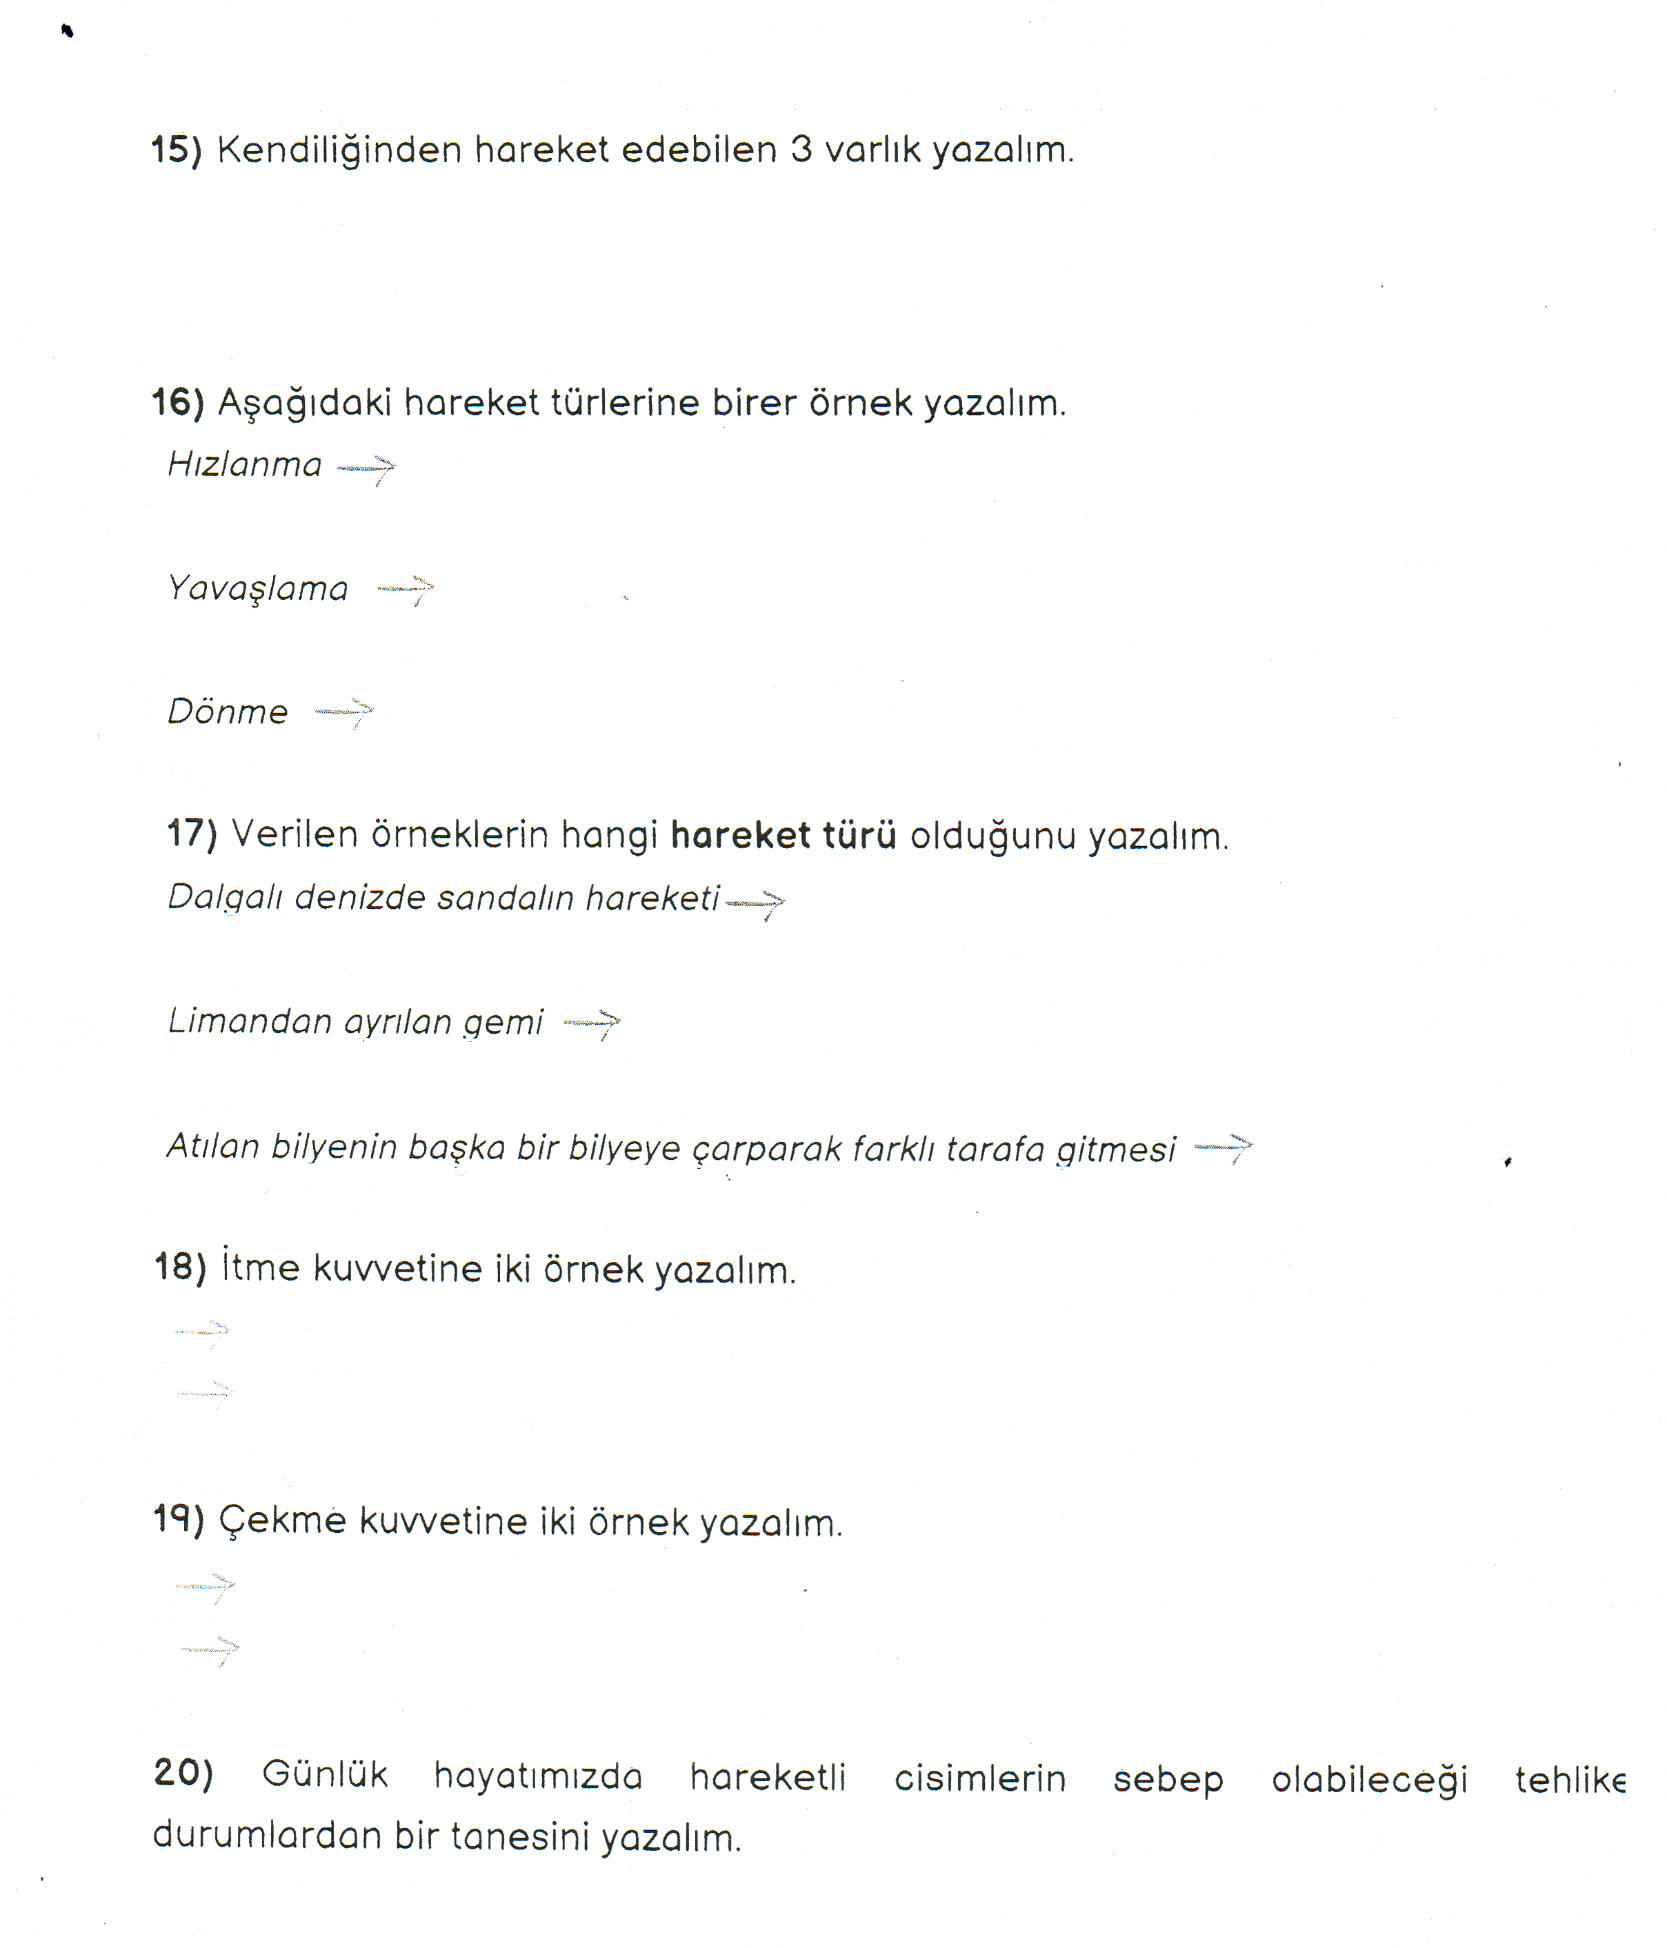 15) Kendiliğinden hareket edebilen 3 varlık yazalım.
16) Aşağıdaki hareket türlerine birer örnek yazalım.
Hızlanma →
Yavaşlama →
Dönme →
17) Verilen örneklerin hangi hareket türü olduğunu yazalım.
Dalgalı denizde sandalın hareketi →
Limandan ayrılan gemi →
Atılan bilyenin başka bir bilyeye çarparak farklı tarafa gitmesi →
18) İtme kuvvetine iki örnek yazalım.
→
→
19) Çekme kuvvetine iki örnek yazalım.
→
→
20) Günlük hayatımızda hareketli cisimlerin sebep olabileceği tehlike
durumlardan bir tanesini yazalım.